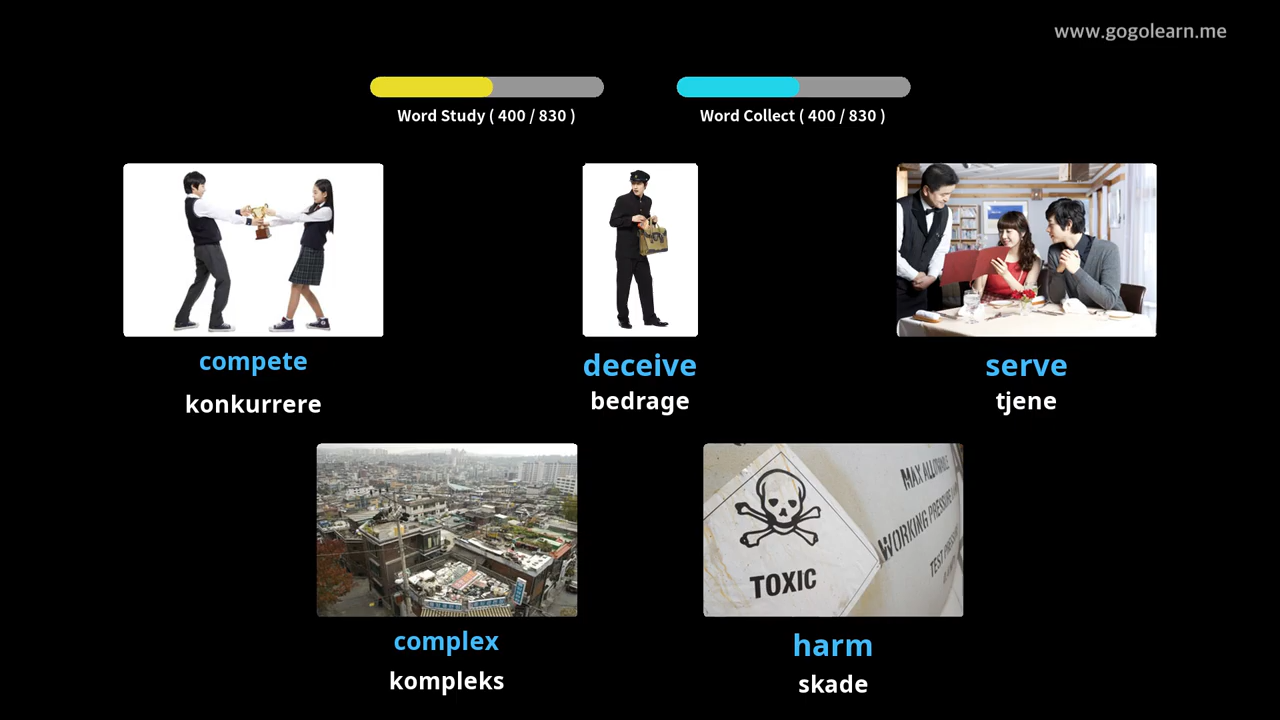 www.gogolearn.me
Word Study ( 400 / 830 )
Word Collect ( 400 / 830 )
compete
konkurrere
deceive
bedrage
serve
tjene
complex
kompleks
MAX ALLOWABLE
WORKING PRESSURE
TEST PRESSURE
TOXIC
harm
skade